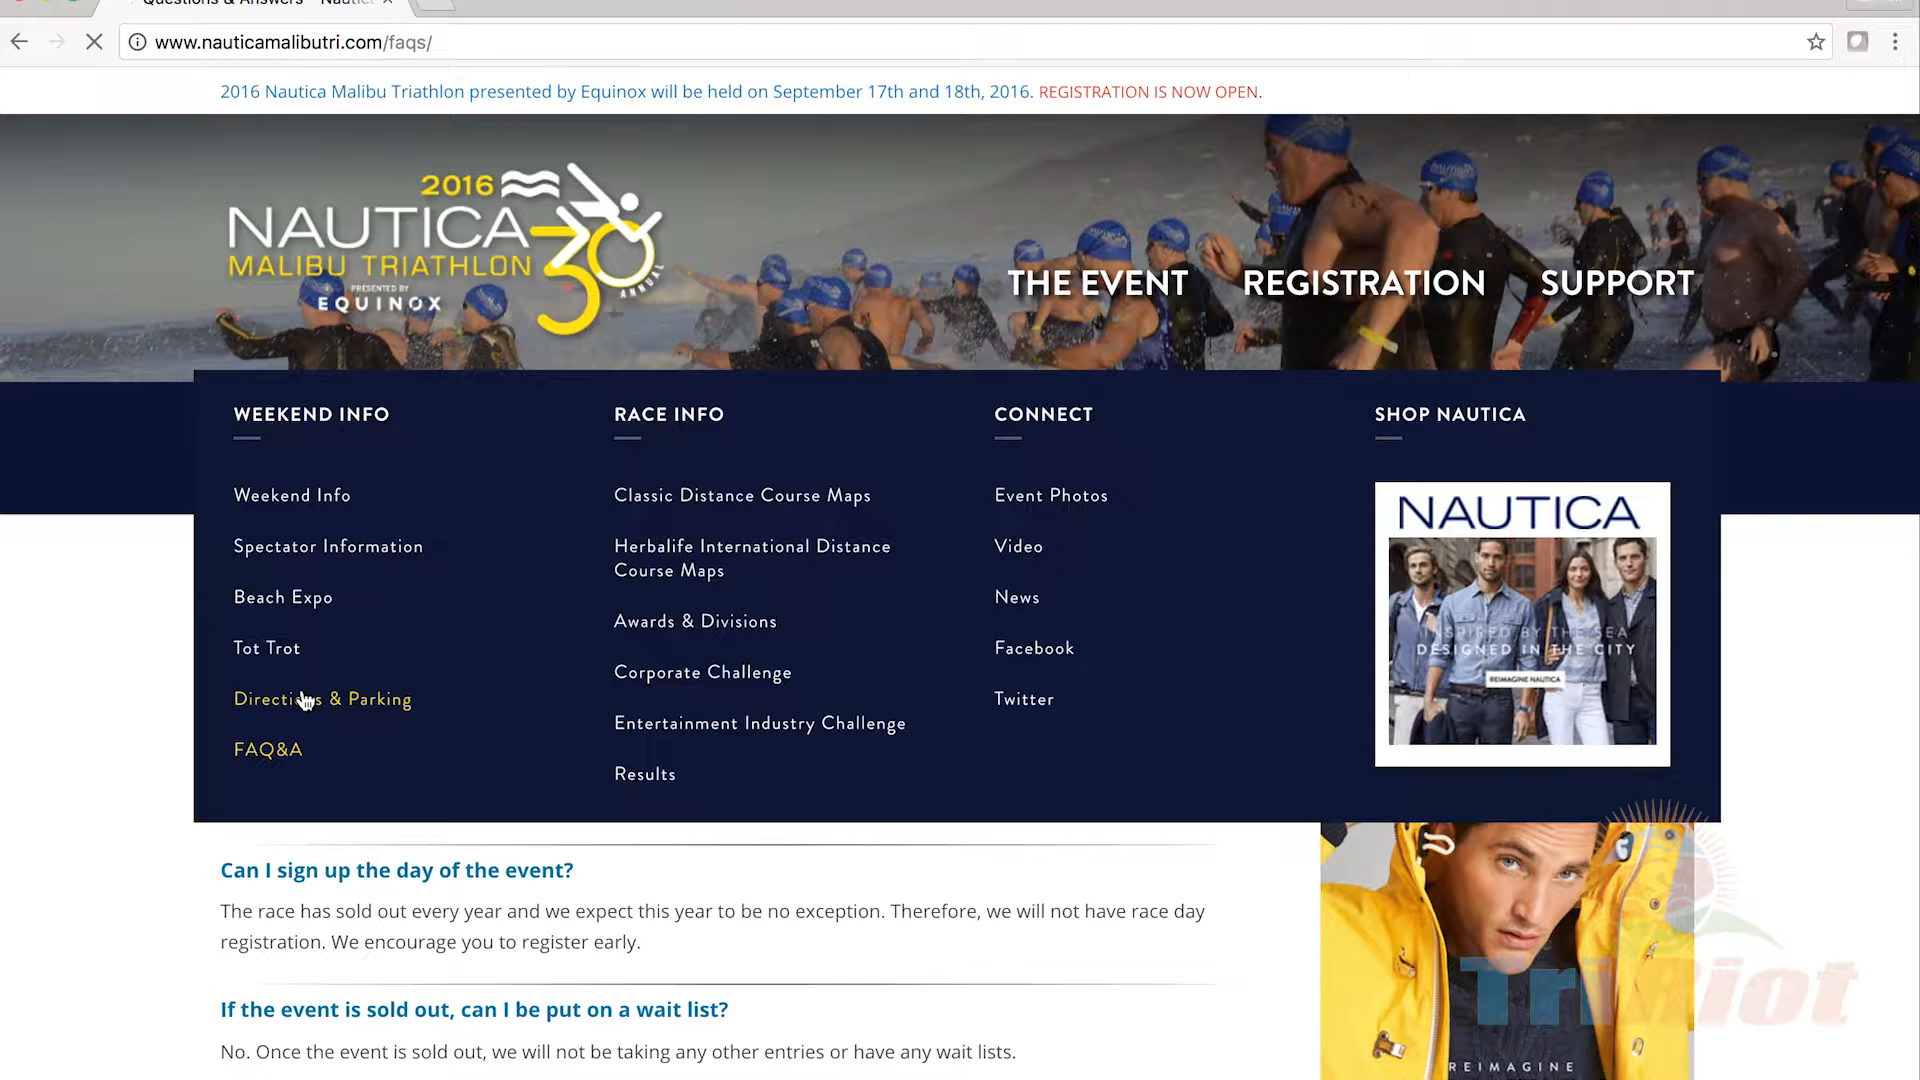 Questions & Answers - Nautic
www.nauticamalibutri.com/faqs/
2016 Nautica Malibu Triathlon presented by Equinox will be held on September 17th and 18th, 2016. REGISTRATION IS NOW OPEN.
2016
NAUTICA
MALIBU TRIATHLON
PRESENTED BY
EQUINOX
30
ANNUAL
THE EVENT REGISTRATION SUPPORT
WEEKEND INFO
Weekend Info
Spectator Information
Beach Expo
Tot Trot
Directions & Parking
FAQ&A
RACE INFO
Classic Distance Course Maps
Herbalife International Distance
Course Maps
Awards & Divisions
Corporate Challenge
Entertainment Industry Challenge
Results
CONNECT
Event Photos
Video
News
Facebook
Twitter
SHOP NAUTICA
NAUTICA
INSPIRED BY THE SEA
DESIGNED IN THE CITY
REIMAGINE NAUTICA
Can I sign up the day of the event?
The race has sold out every year and we expect this year to be no exception. Therefore, we will not have race day
registration. We encourage you to register early.
If the event is sold out, can I be put on a wait list?
No. Once the event is sold out, we will not be taking any other entries or have any wait lists.
TriRiot
REIMAGINE